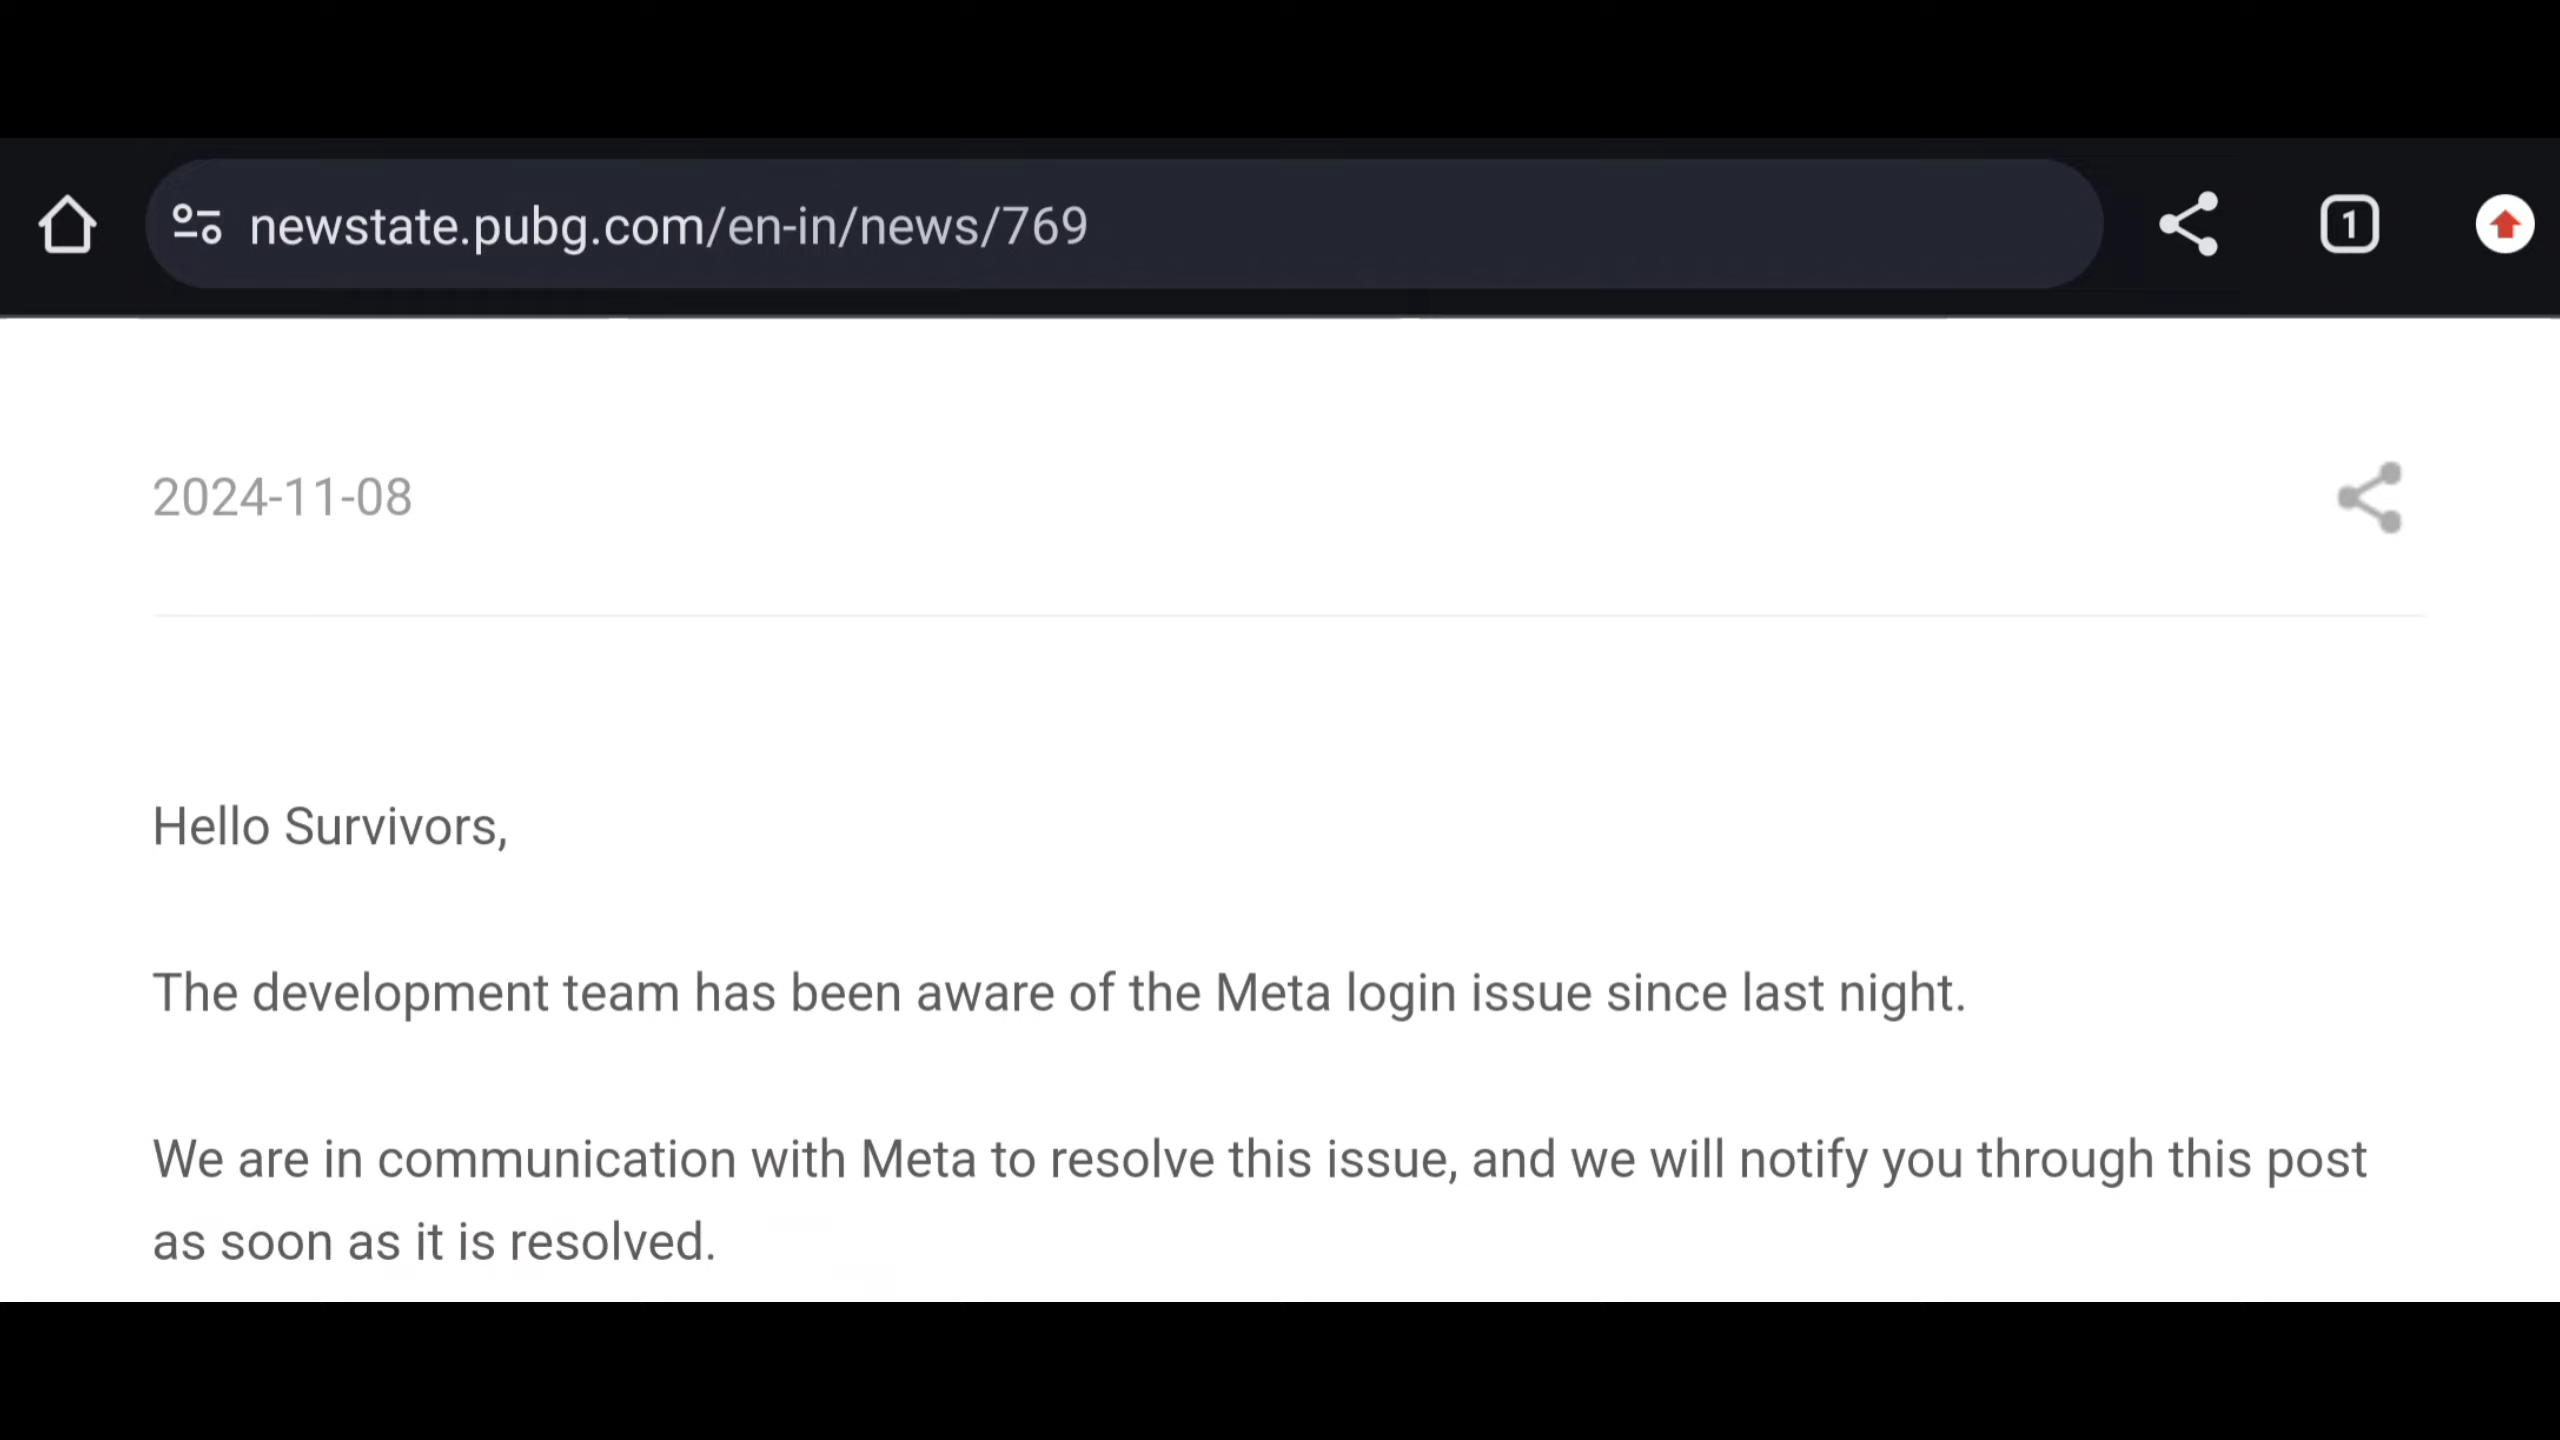 newstate.pubg.com/en-in/news/769
1
2024-11-08
Hello Survivors,
The development team has been aware of the Meta login issue since last night.
We are in communication with Meta to resolve this issue, and we will notify you through this post
as soon as it is resolved.